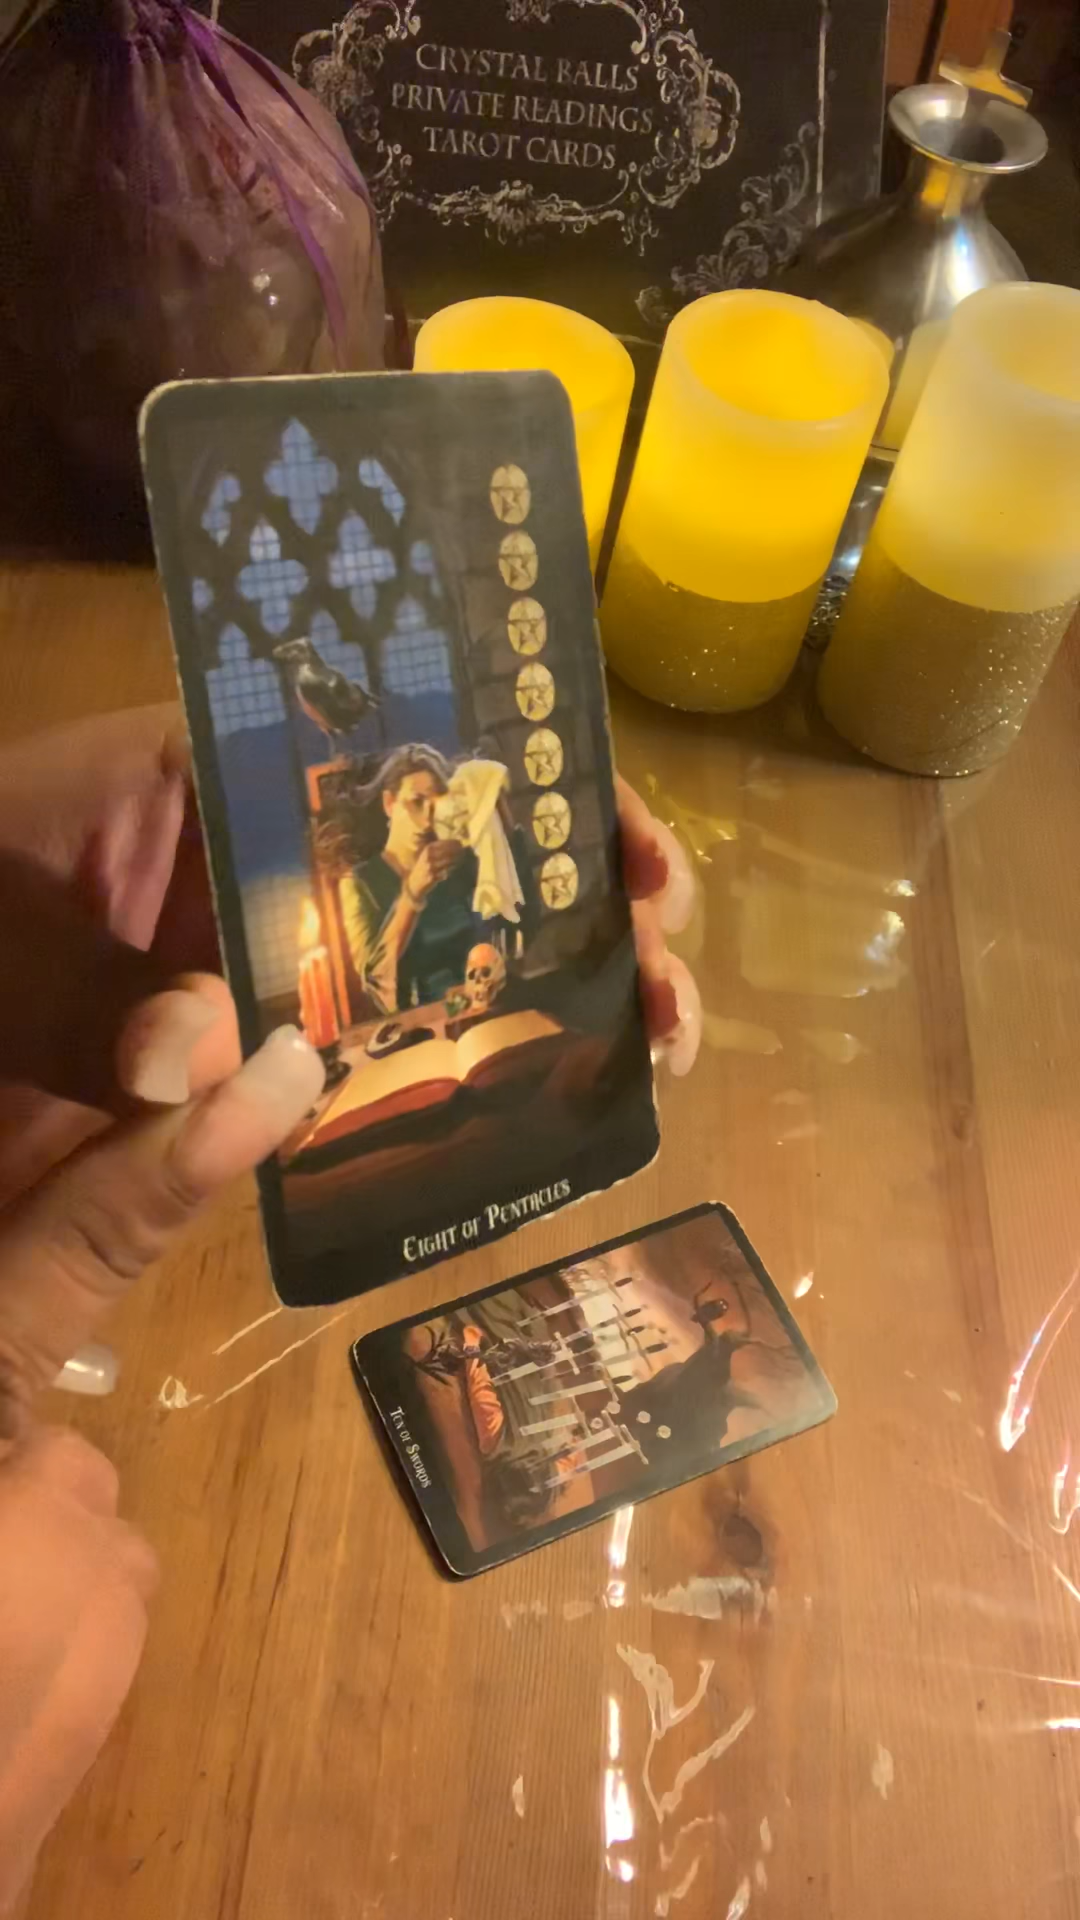 CRYSTAL BALLS
PRIVATE READINGS
TAROT CARDS
EIGHT OF PENTACLES
TEN OF SWORDS